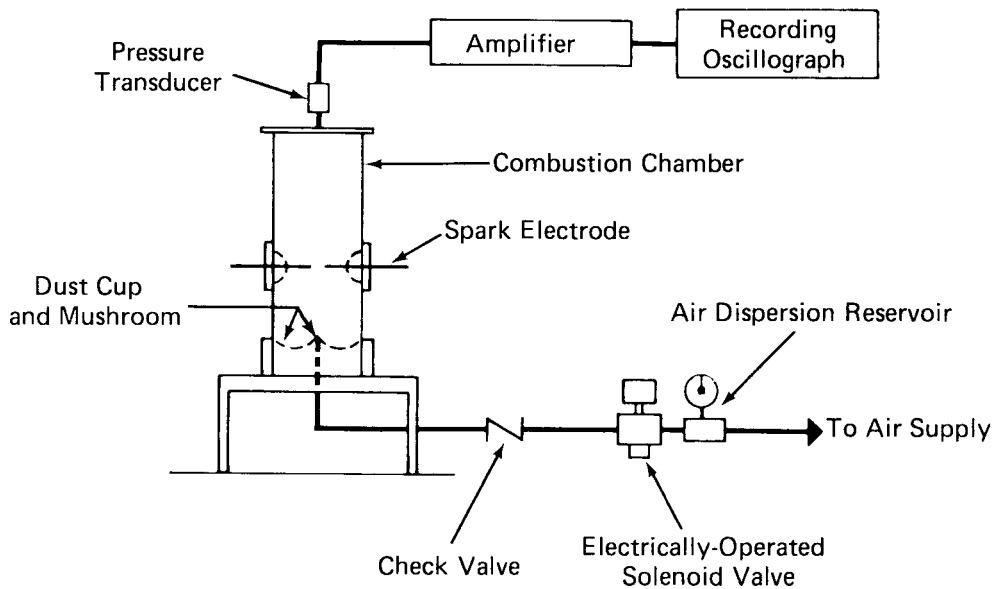 Recording
Oscillograph
Amplifier
Pressure
Transducer
Combustion Chamber
Spark Electrode
Dust Cup
and Mushroom
Air Dispersion Reservoir
To Air Supply
Check Valve
Electrically-Operated
Solenoid Valve